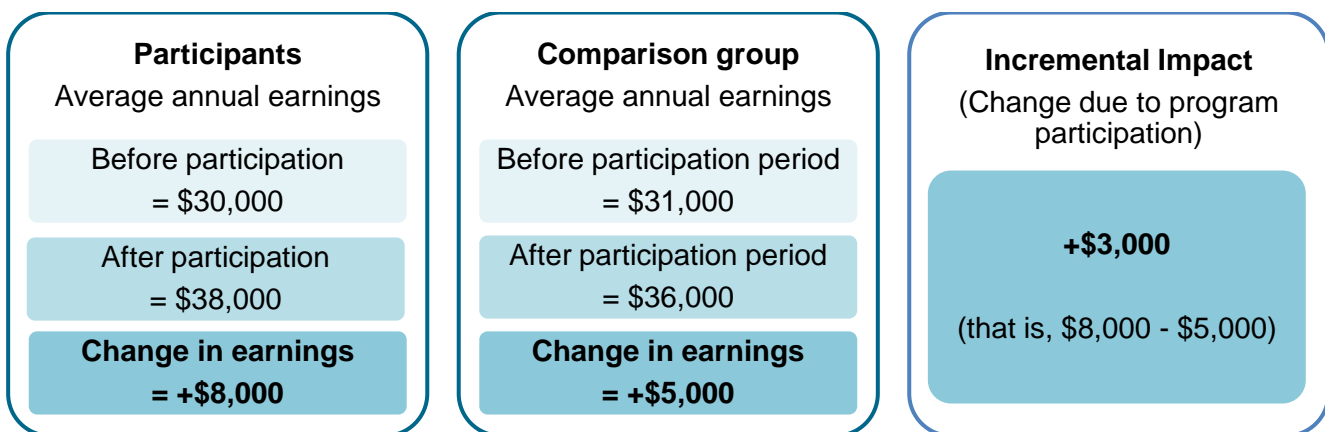 Participants
Average annual earnings
Before participation
= $30,000
After participation
= $38,000
Change in earnings
= +$8,000
Comparison group
Average annual earnings
Before participation period
= $31,000
After participation period
= $36,000
Change in earnings
= +$5,000
Incremental Impact
(Change due to program
participation)
+$3,000
(that is, $8,000 - $5,000)